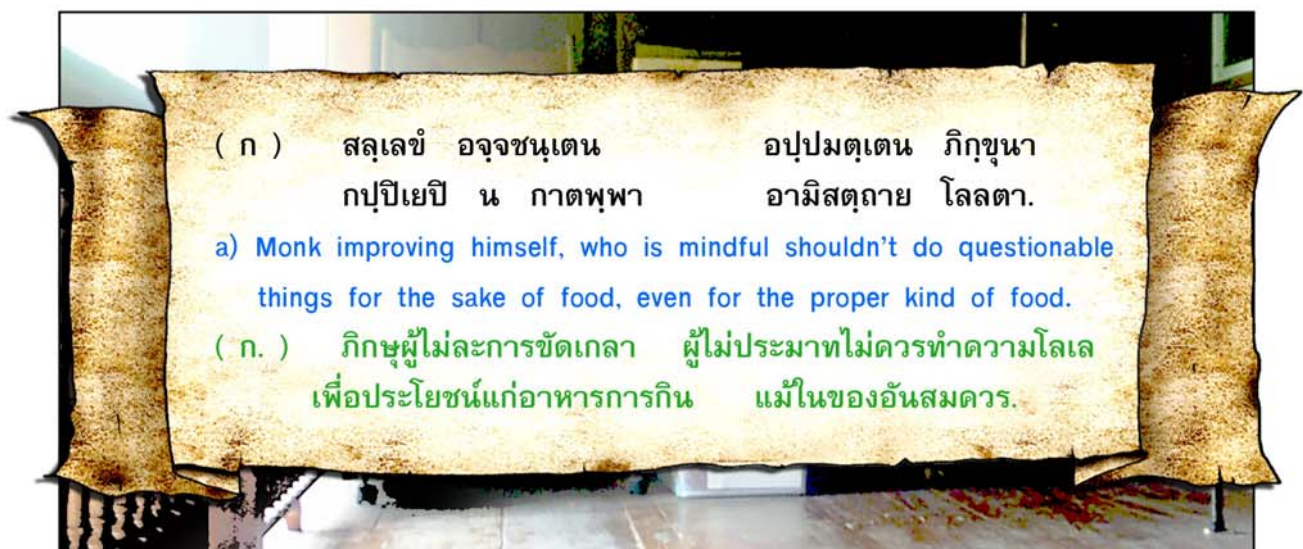 ( ก ) สลฺเลขํ อจฺจชนฺเตน อปฺปมตฺเตน ภิกฺขุนา
กปฺปิเยปิ น กาตพฺพา อามิสตฺถาย โลลตา.
a) Monk improving himself, who is mindful shouldn't do questionable
things for the sake of food, even for the proper kind of food.
( ก. ) ภิกษุผู้ไม่ละการขัดเกลา ผู้ไม่ประมาทไม่ควรทำความโลเล
เพื่อประโยชน์แก่อาหารการกิน แม้ในของอันสมควร.